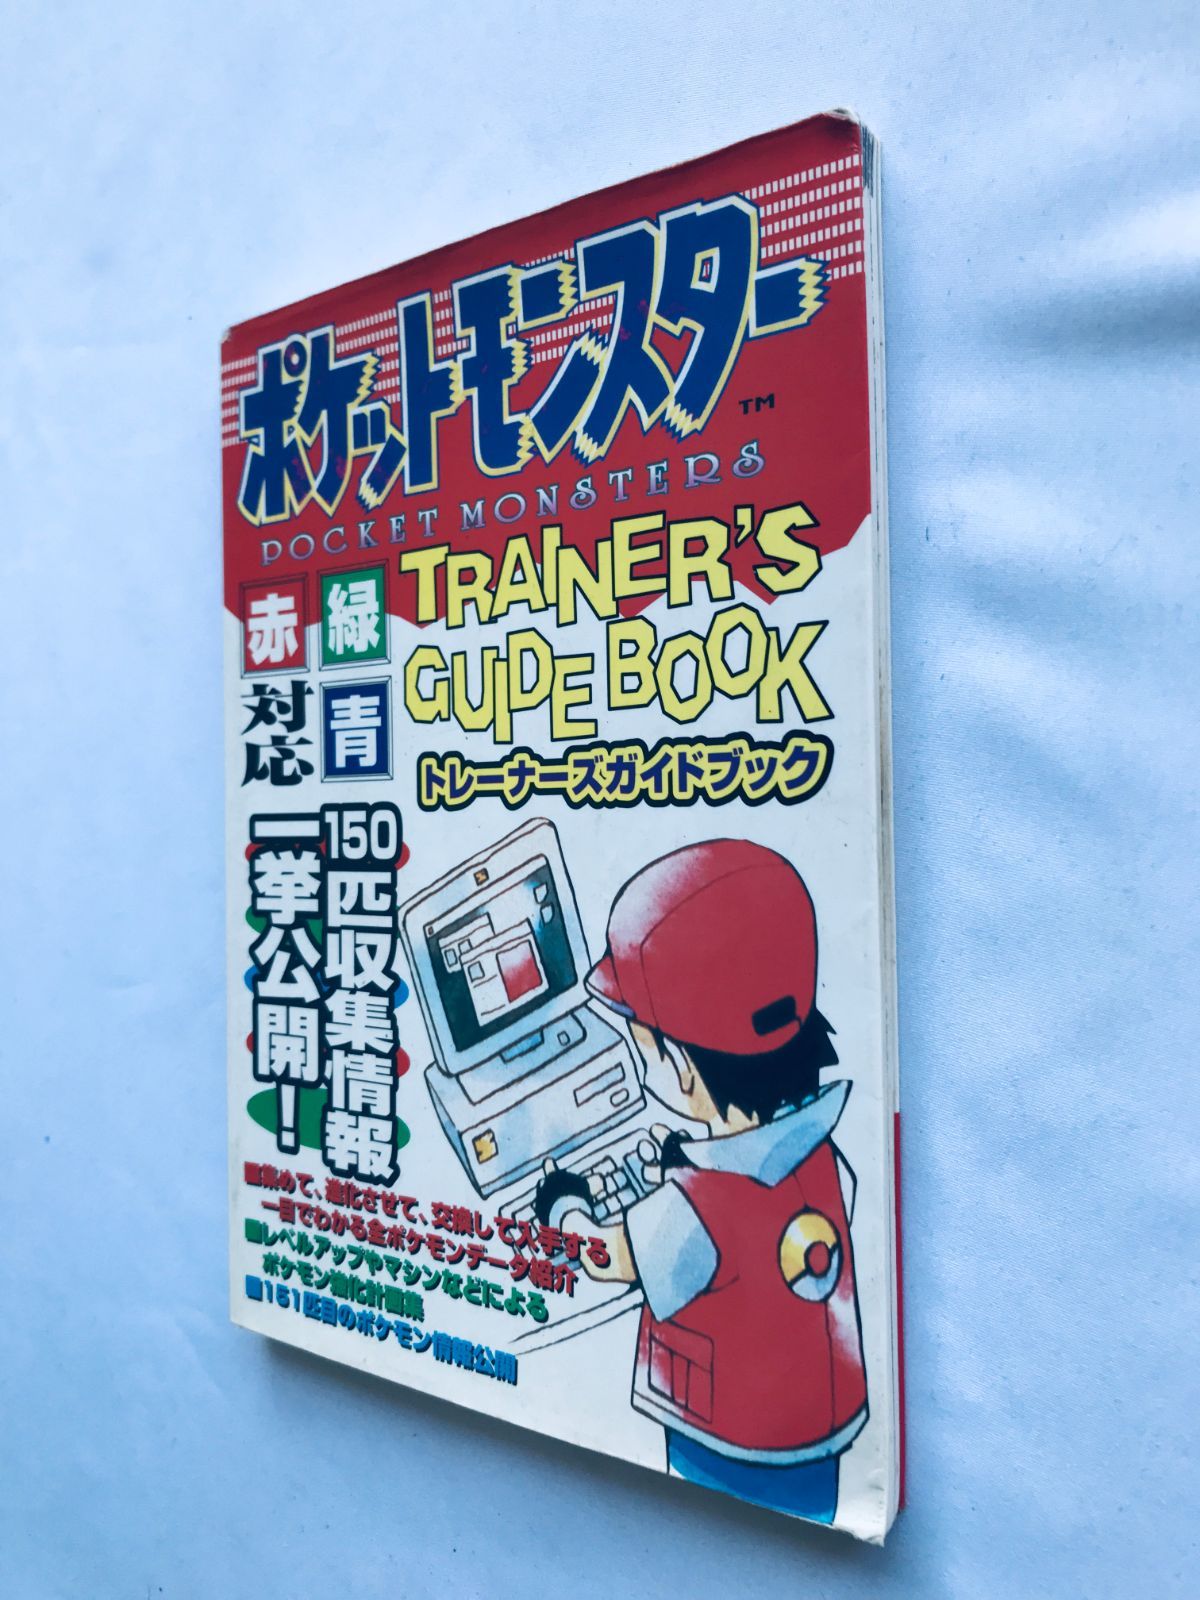 ポケットモンスター
TM
POCKET MONSTERS
TRAINER'S
GUIDE BOOK
トレーナーズガイドブック
赤
緑
青
対応
150匹収集情報
一挙公開!
■集めて、進化させて、交換して入手する
一目でわかる全ポケモンデータ紹介
■レベルアップやマシンなどによる
ポケモン強化計画集
■151匹目のポケモン情報公開